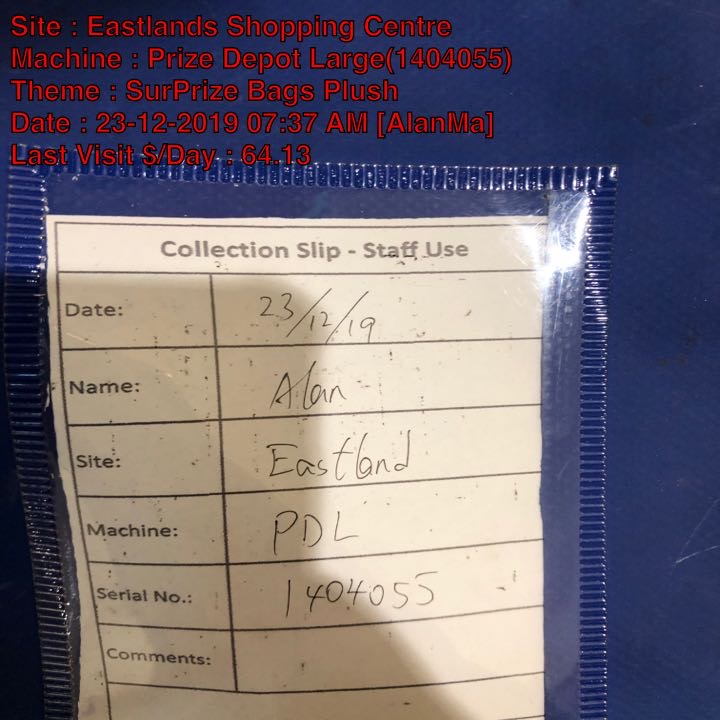 Site : Eastlands Shopping Centre
Machine : Prize Depot Large(1404055)
Theme : SurPrize Bags Plush
Date : 23-12-2019 07:37 AM [AlanMa]
Last Visit $/Day : 64.13
Collection Slip - Staff Use
Date: 23/12/19
Name: Alan
Site: Eastland
Machine: PDL
Serial No.: 1404055
Comments: